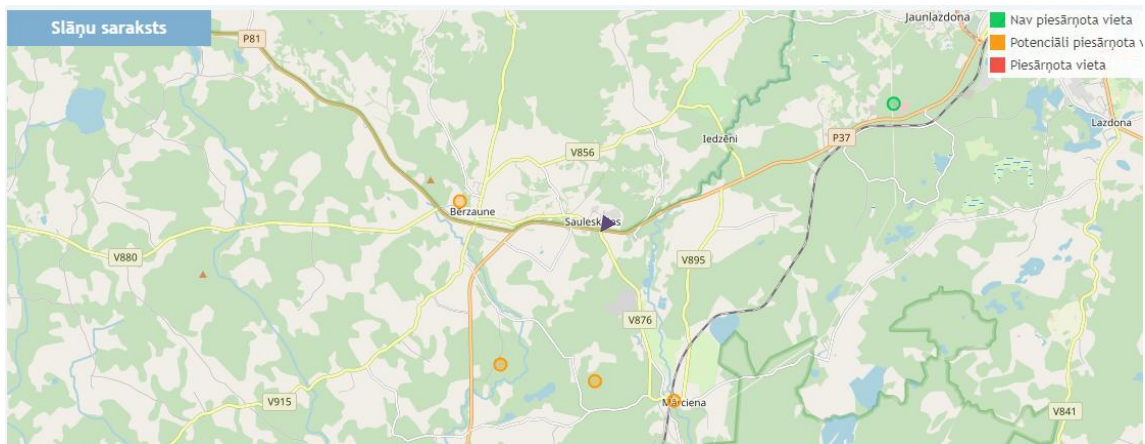 Slāņu saraksts
P81
Jaunlazdona
Nav piesārņota vieta
Potenciāli piesārņota v
Piesārņota vieta
Lazdona
Iedzēni
P37
V856
Bērzaune
V880
V895
V876
V915
Mārciena
V841